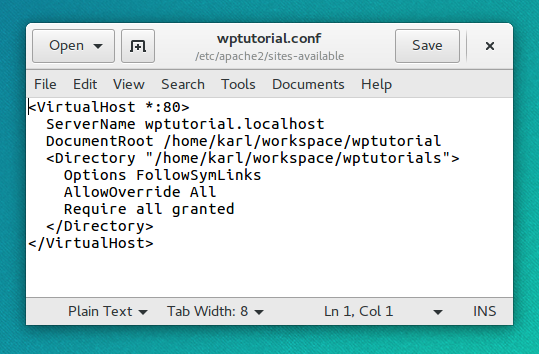 Open
wptutorial.conf
/etc/apache2/sites-available
Save
File Edit View Search Tools Documents Help
<VirtualHost *:80>
  ServerName wptutorial.localhost
  DocumentRoot /home/karl/workspace/wptutorial
  <Directory "/home/karl/workspace/wptutorials">
    Options FollowSymLinks
    AllowOverride All
    Require all granted
  </Directory>
</VirtualHost>
Plain Text Tab Width: 8 Ln 1, Col 1 INS